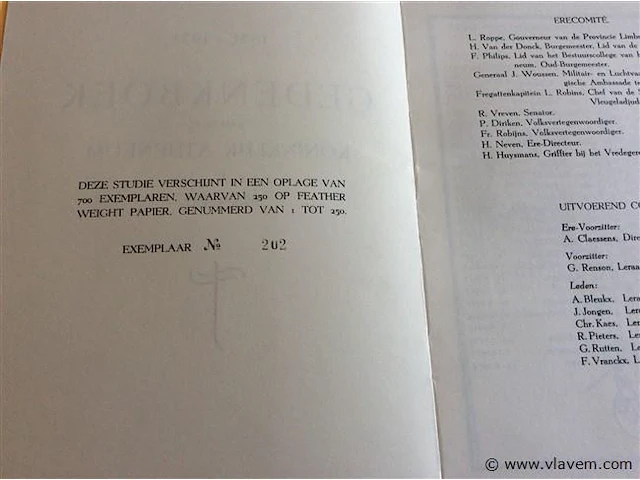 DEZE STUDIE VERSCHIJNT IN EEN OPLAGE VAN
700 EXEMPLAREN, WAARVAN 250 OP FEATHER
WEIGHT PAPIER, GENUMMERD VAN 1 TOT 250.
EXEMPLAAR № 202
ERECOMITÉ.
L. Roppe, Gouverneur van de Provincie
H. Van der Donck, Burgemeester, Lid van de
F. Philips, Lid van het Bestuurscollege van
neum, Oud-Burgemeester.
Generaal J. Woussen, Militair- en
gische Ambassade
Fregattenkapitein L. Robins, Chef van de
R. Vreven, Senator.
P. Diriken, Volksvertegenwoordiger.
Fr. Robijns, Volksvertegenwoordiger.
H. Neven, Ere-Directeur.
H. Huysmans, Griffier bij het
UITVOEREND
Ere-Voorzitter:
A. Claessens,
Voorzitter:
G. Renson,
Leden:
A. Bleukx,
J. Jongen,
Chr. Kaes,
R. Pieters,
G. Rutten,
F. Vranckx,
© www.vlavem.com